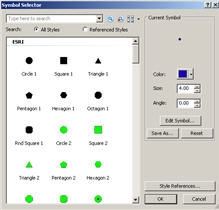 Symbol Selector
Type here to search
Search:
All Styles
Referenced Styles
ESRI
Circle 1
Square 1
Triangle 1
Pentagon 1
Hexagon 1
Octagon 1
Rnd Square 1
Circle 2
Square 2
Triangle 2
Pentagon 2
Hexagon 2
Current Symbol
Color:
Size:
4.00
Angle:
0.00
Edit Symbol...
Save As...
Reset
Style References...
OK
Cancel